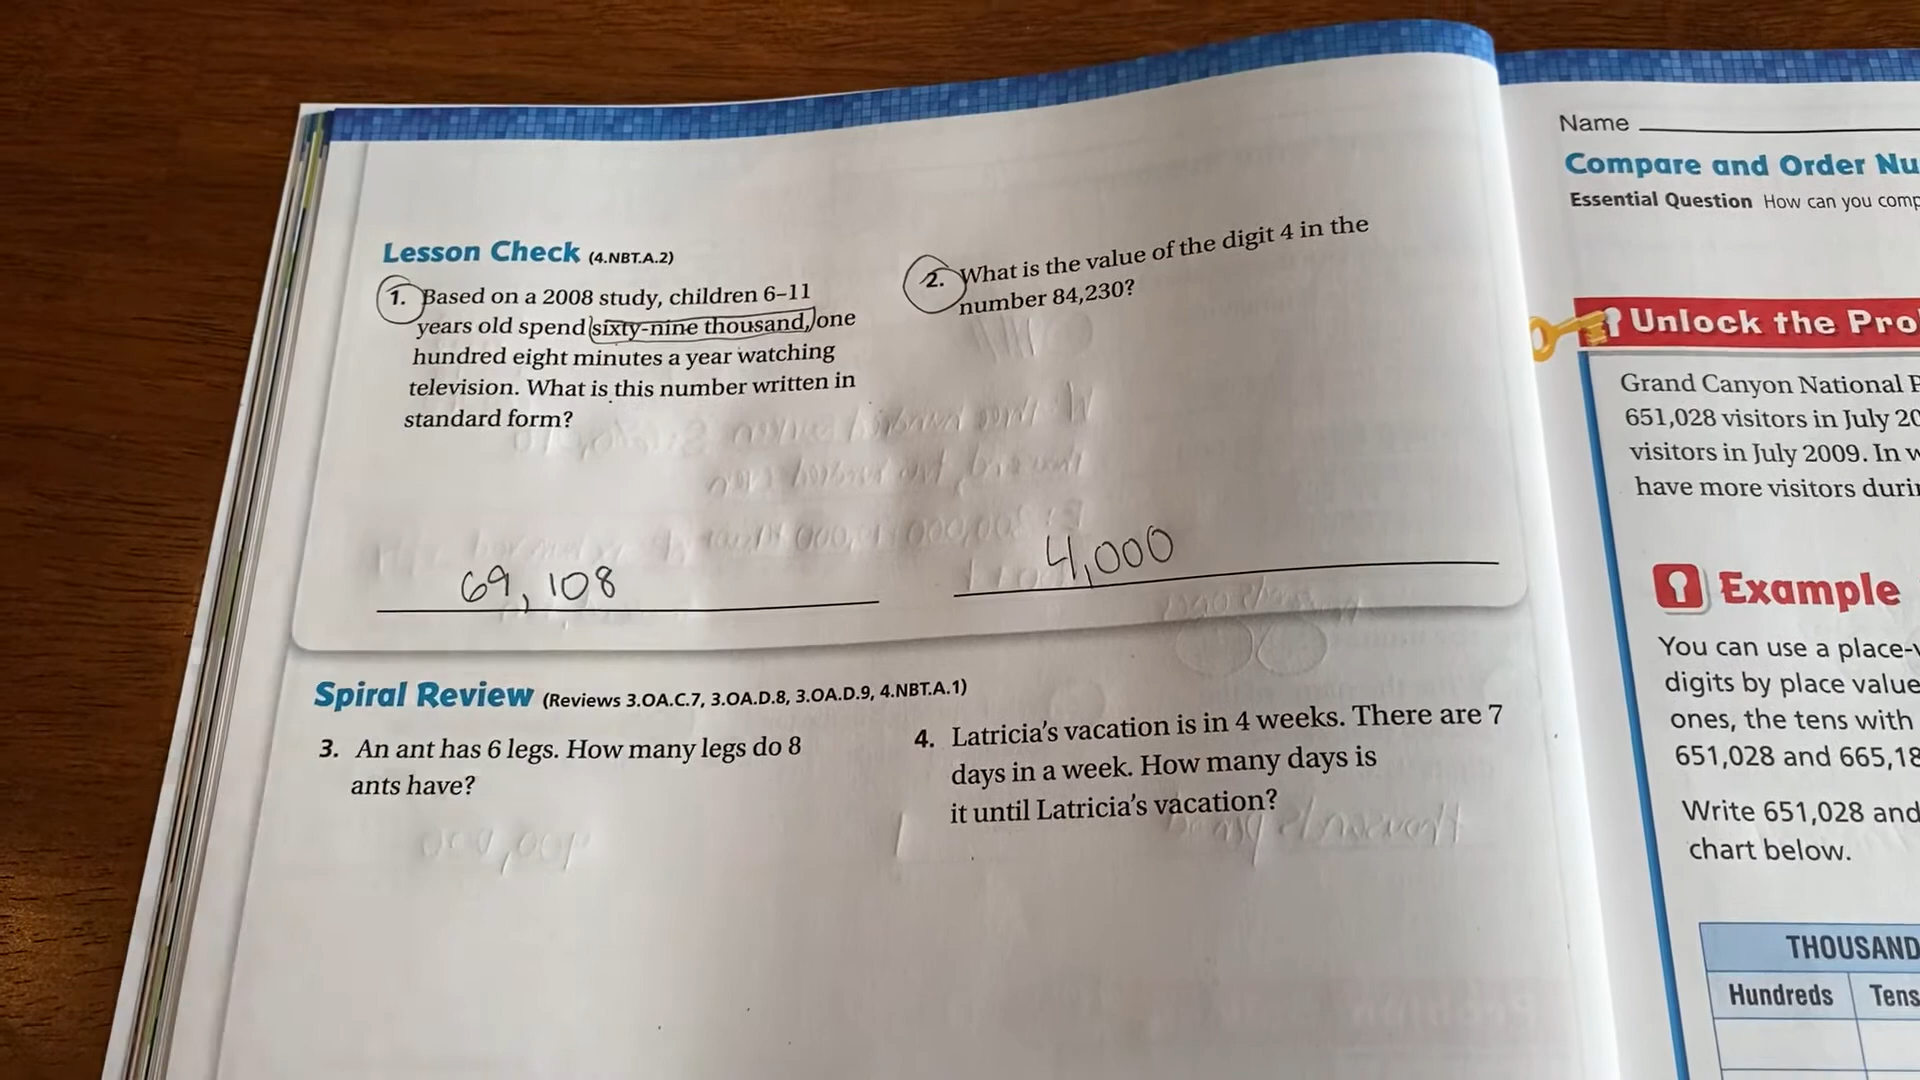 Lesson Check (4.NBT.A.2)
1. Based on a 2008 study, children 6–11
years old spend sixty-nine thousand, one
hundred eight minutes a year watching
television. What is this number written in
standard form?
69,108
2. What is the value of the digit 4 in the
number 84,230?
4,000
Spiral Review (Reviews 3.OA.C.7, 3.OA.D.8, 3.OA.D.9, 4.NBT.A.1)
3. An ant has 6 legs. How many legs do 8
ants have?
4. Latricia's vacation is in 4 weeks. There are 7
days in a week. How many days is
it until Latricia's vacation?
Name
Compare and Order
Essential Question How can you
Unlock the
Grand Canyon National
651,028 visitors in July
visitors in July 2009. In
have more visitors
Example
You can use a
digits by place value
ones, the tens with
651,028 and
Write 651,028 and
chart below.
THOUSAND
Hundreds Tens